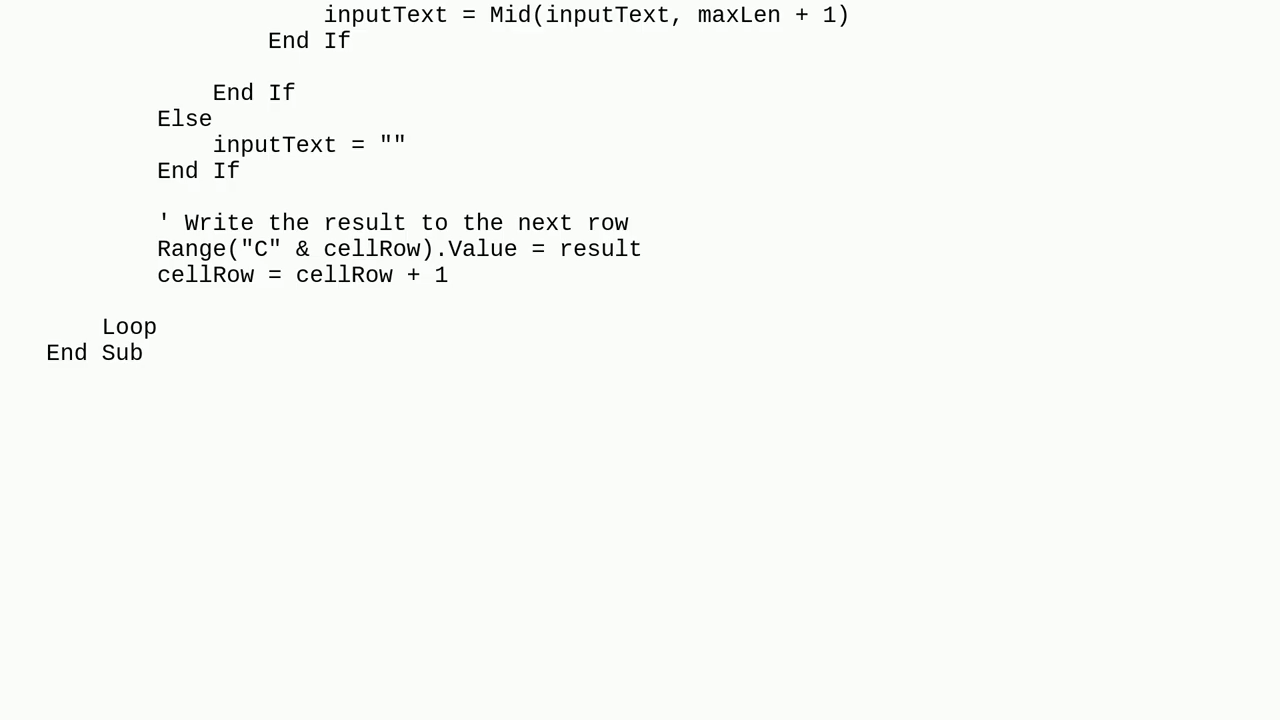 inputText = Mid(inputText, maxLen + 1)
                End If

            End If
        Else
            inputText = ""
        End If

        ' Write the result to the next row
        Range("C" & cellRow).Value = result
        cellRow = cellRow + 1

    Loop
End Sub